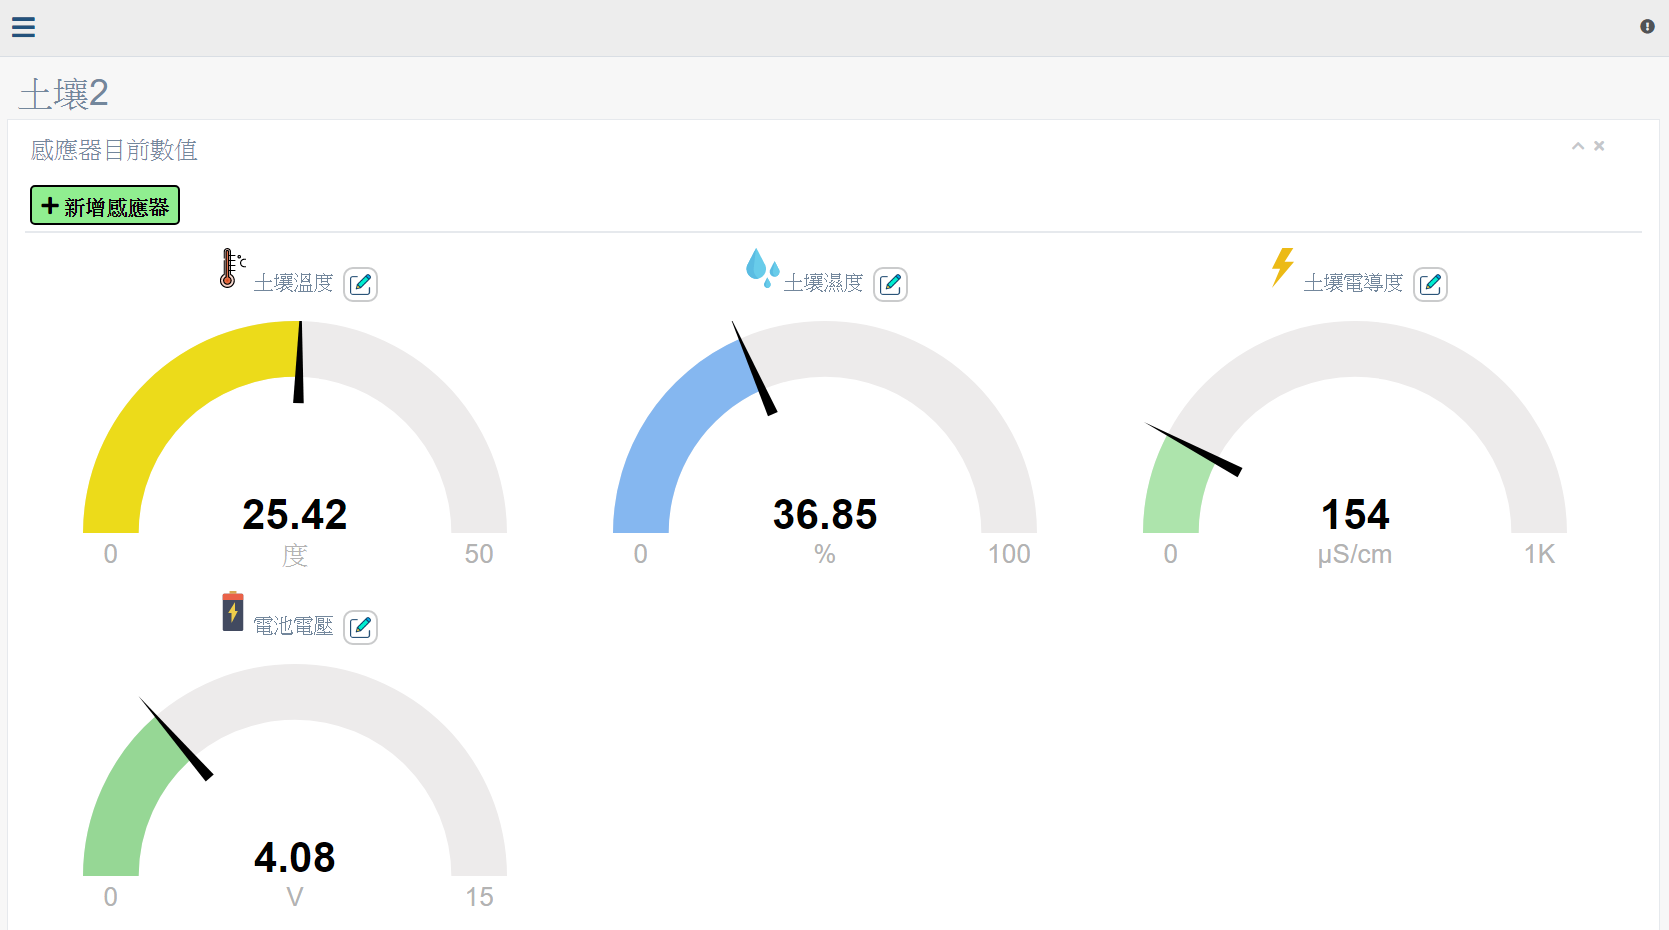 土壤2
感應器目前數值
新增感應器
土壤溫度
25.42
0 度 50
土壤濕度
36.85
0 % 100
土壤電導度
154
0 µS/cm 1K
電池電壓
4.08
0 V 15